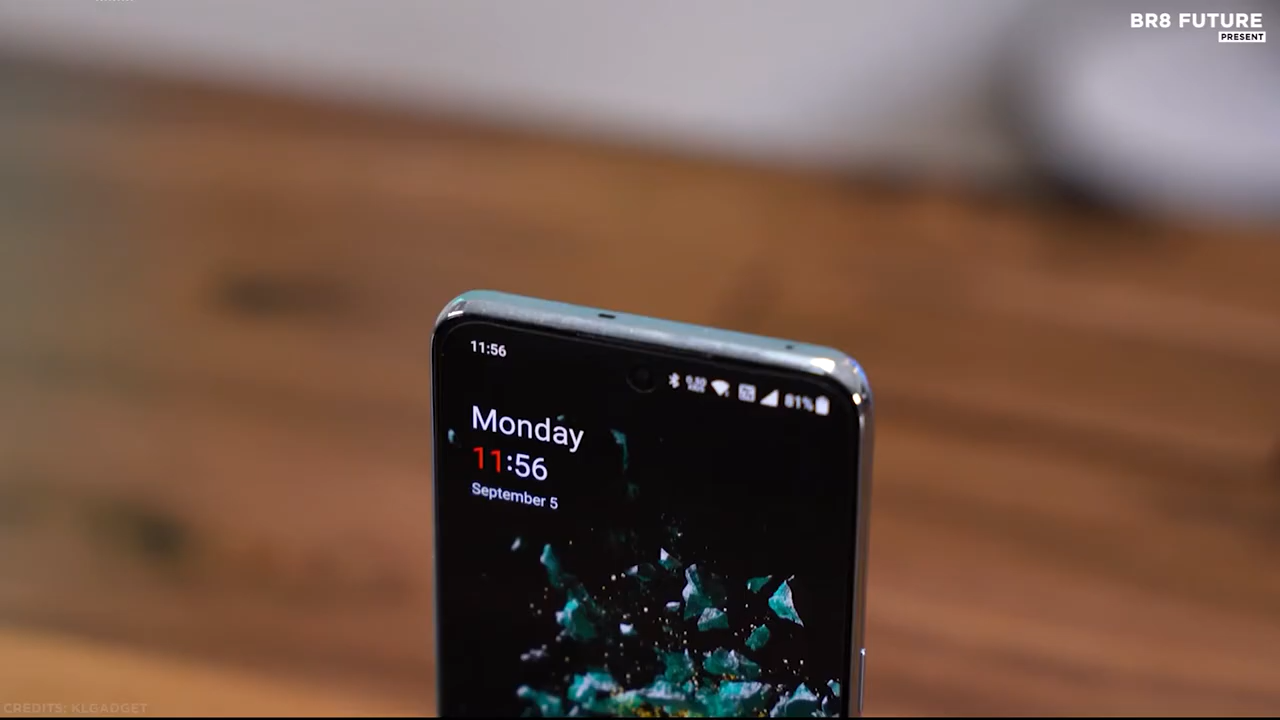 BR8 FUTURE
PRESENT
11:56
81%
Monday
11:56
September 5
CREDITS: KLGADGET